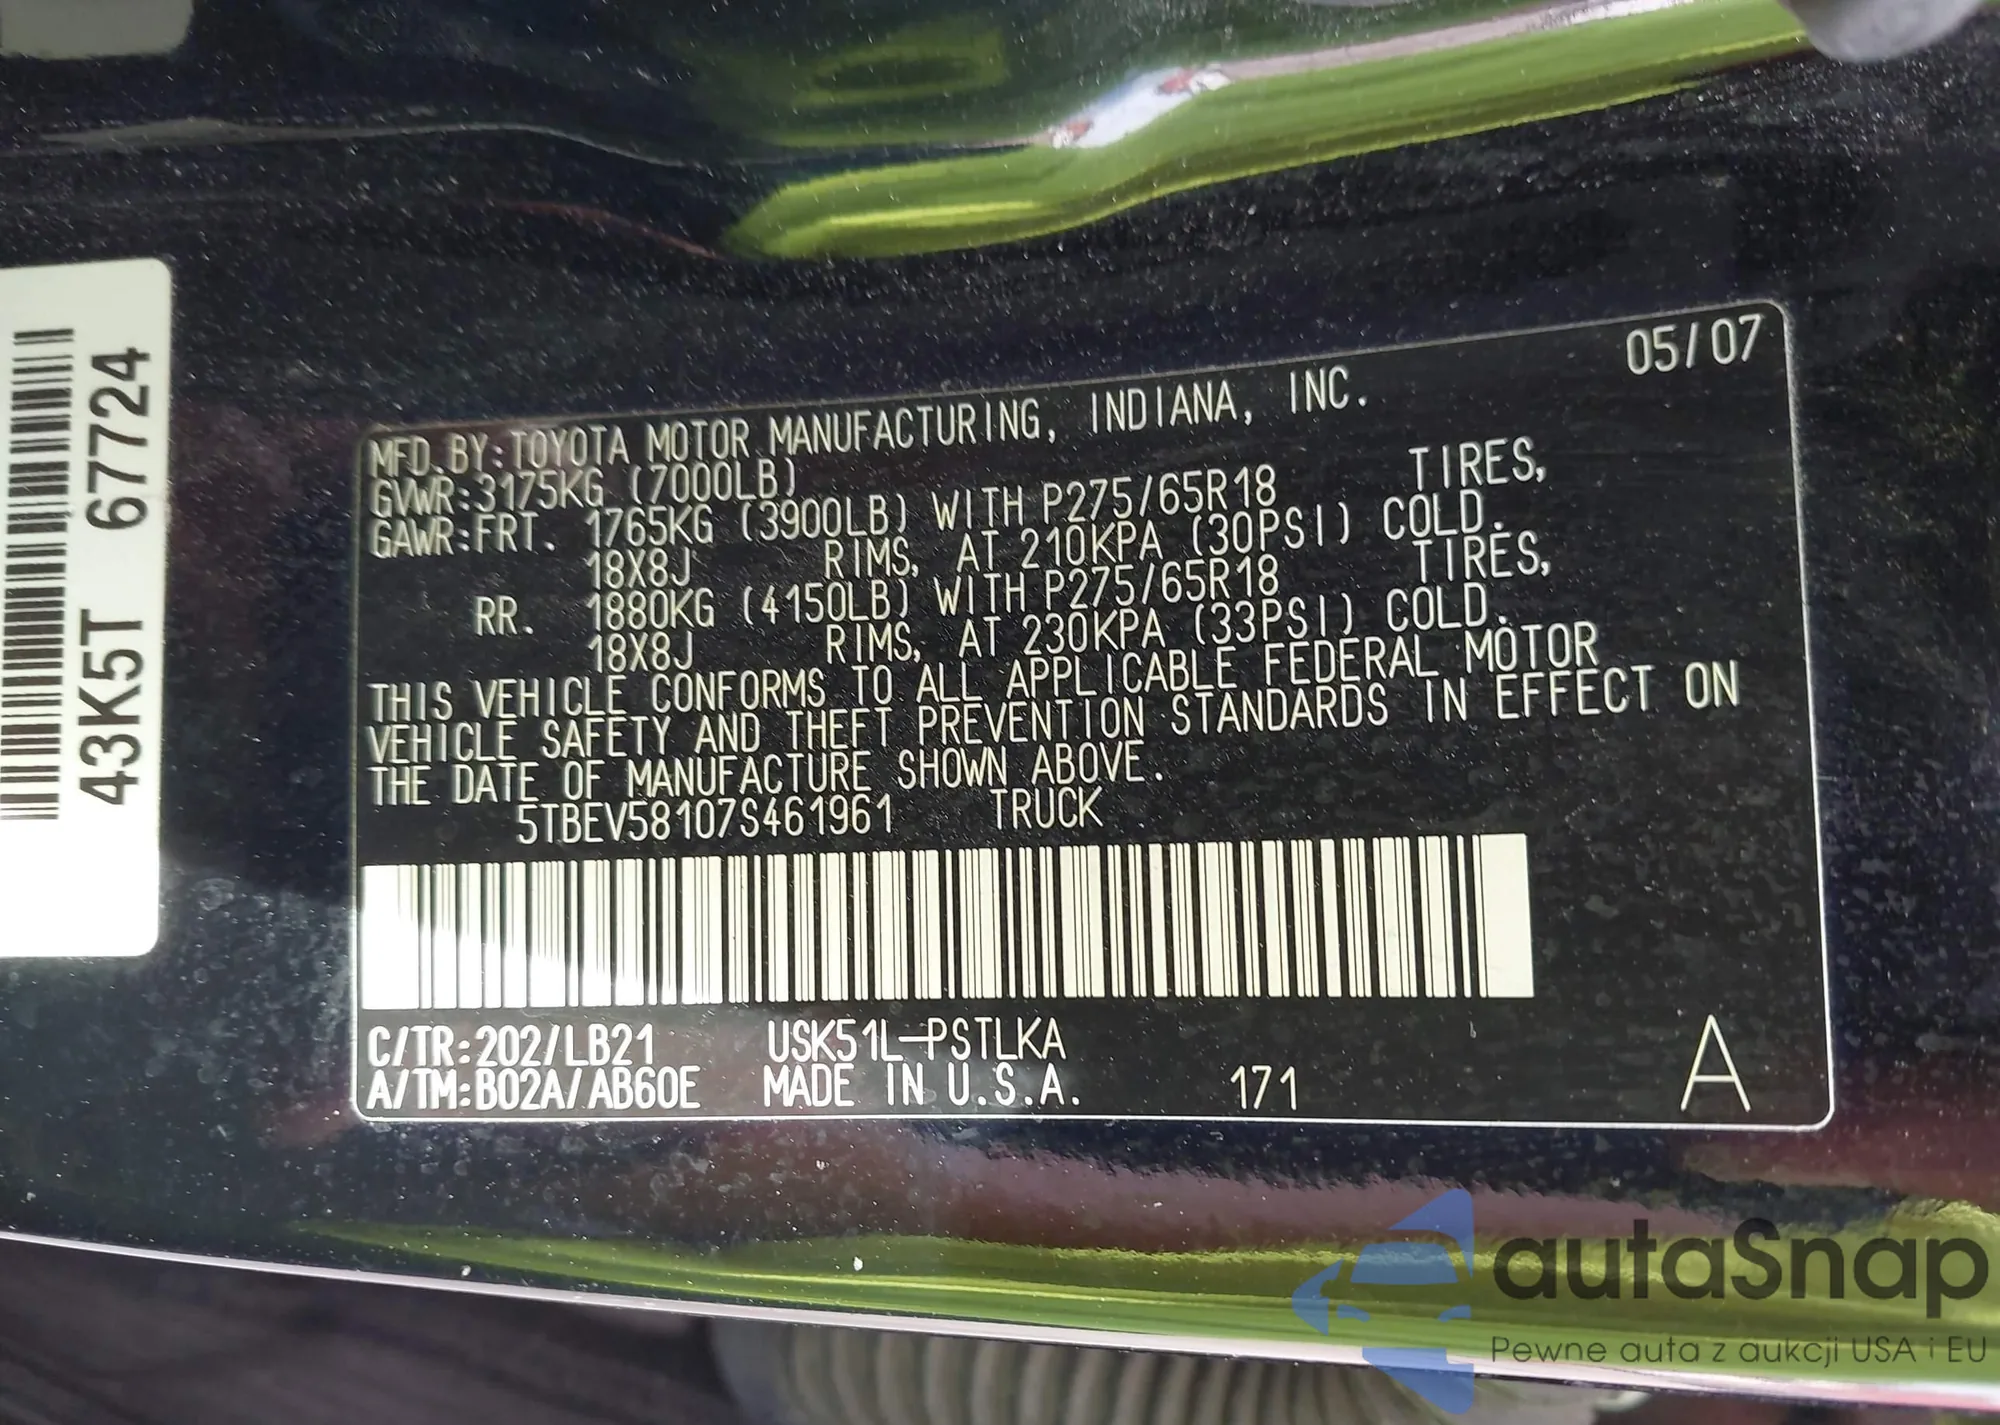 43K5T 67724
05/07
MFD.BY:TOYOTA MOTOR MANUFACTURING, INDIANA, INC.
GVWR:3175KG (7000LB)
GAWR:FRT. 1765KG (3900LB) WITH P275/65R18 TIRES,
18X8J RIMS, AT 210KPA (30PSI) COLD.
RR. 1880KG (4150LB) WITH P275/65R18 TIRES,
18X8J RIMS, AT 230KPA (33PSI) COLD.
THIS VEHICLE CONFORMS TO ALL APPLICABLE FEDERAL MOTOR
VEHICLE SAFETY AND THEFT PREVENTION STANDARDS IN EFFECT ON
THE DATE OF MANUFACTURE SHOWN ABOVE.
5TBEV58107S461961 TRUCK
C/TR:202/LB21 USK51L-PSTLKA
A/TM:B02A/AB60E MADE IN U.S.A. 171 A
autaSnap
Pewne auta z aukcji USA i EU